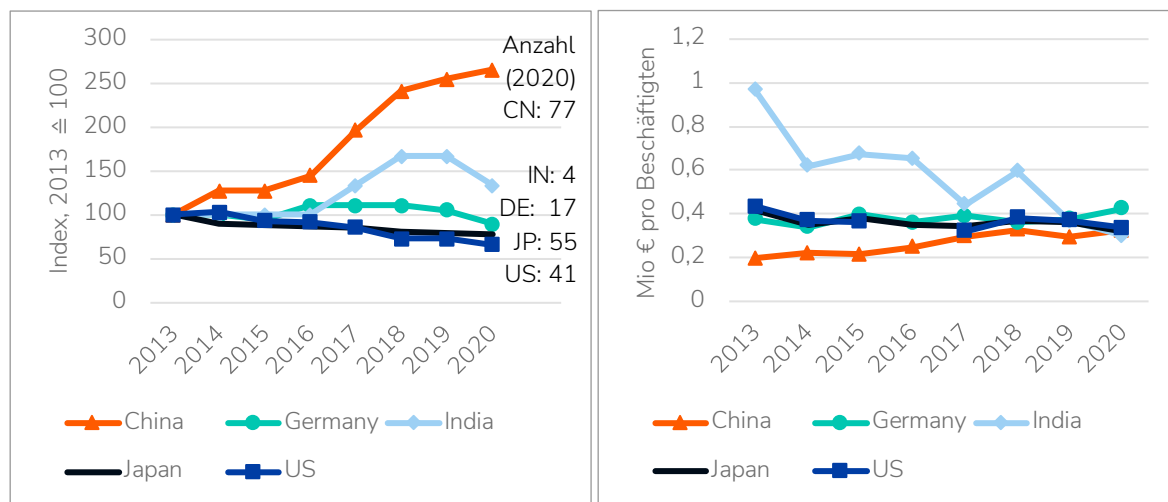 Index, 2013 ≙ 100
300
250
200
150
100
50
0
Anzahl
(2020)
CN: 77
IN: 4
DE: 17
JP: 55
US: 41
2013
2014
2015
2016
2017
2018
2019
2020
China
Germany
India
Japan
US
Mio € pro Beschäftigten
1,2
1
0,8
0,6
0,4
0,2
0
2013
2014
2015
2016
2017
2018
2019
2020
China
Germany
India
Japan
US